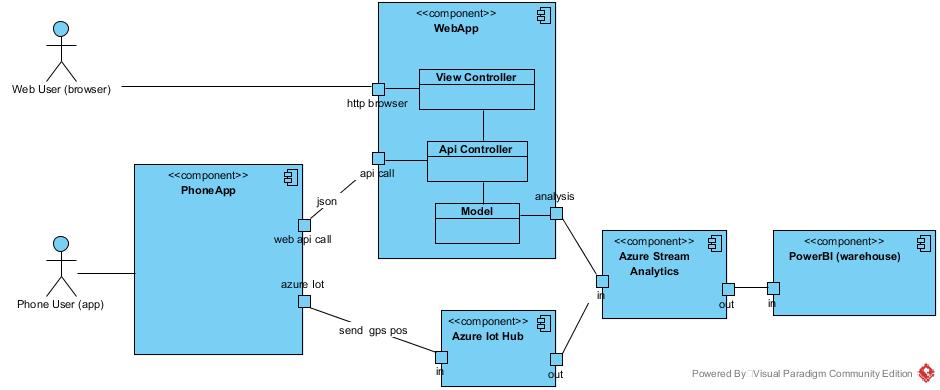 <<component>>
WebApp
View Controller
Web User (browser)
http browser
Api Controller
<<component>>
PhoneApp
api call
json
analysis
Model
web api call
<<component>>
Azure Stream
Analytics
<<component>>
PowerBI (warehouse)
Phone User (app)
azure Iot
in
out
in
send gps pos
<<component>>
Azure Iot Hub
in
out
Powered By Visual Paradigm Community Edition